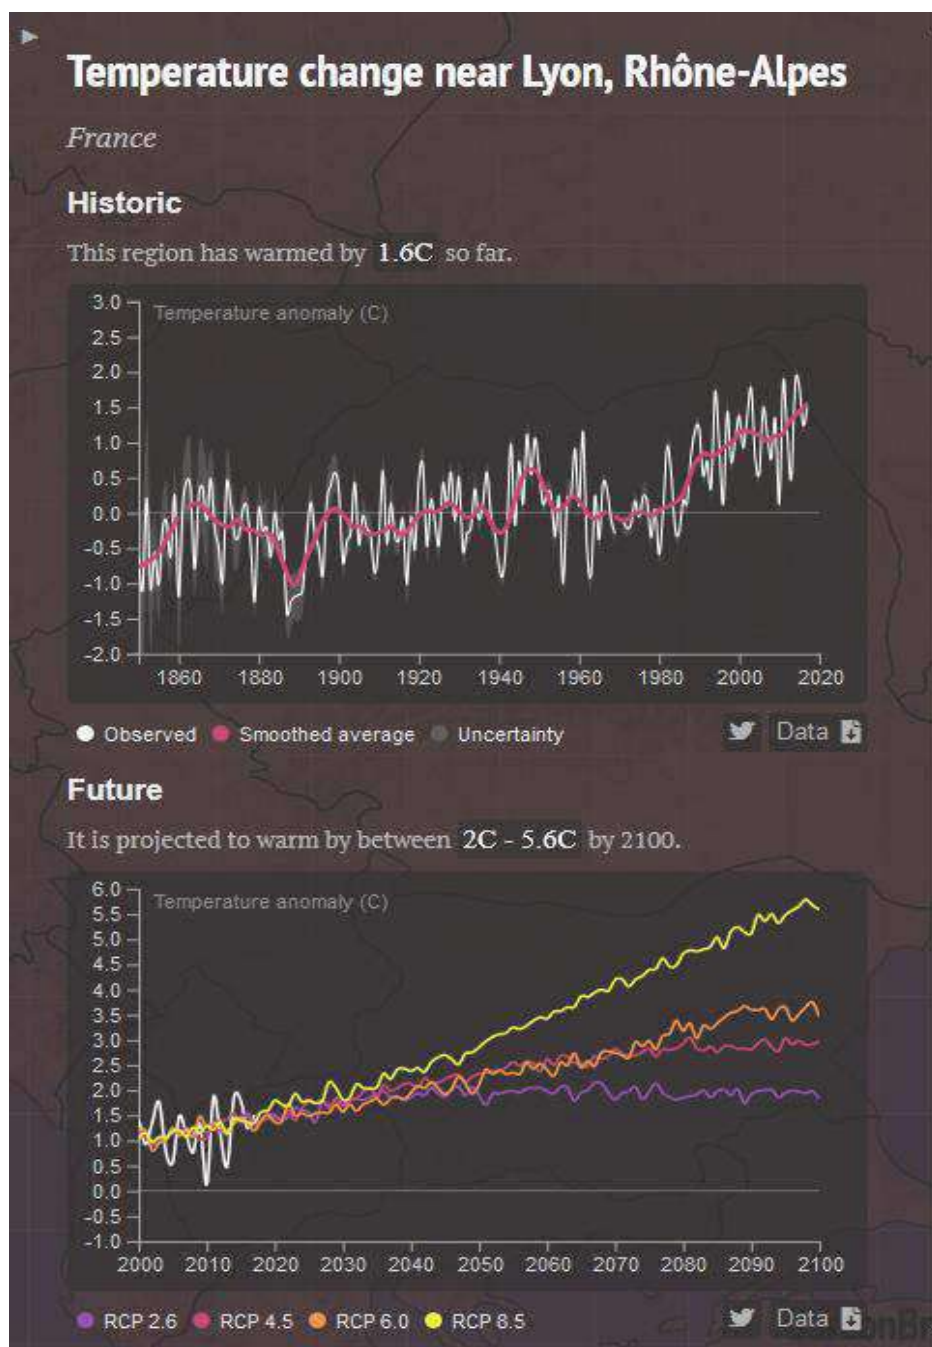 Temperature change near Lyon, Rhône-Alpes
France
Historic
This region has warmed by 1.6C so far.
Temperature anomaly (C)
3.0
2.5
2.0
1.5
1.0
0.5
0.0
-0.5
-1.0
-1.5
-2.0
1860 1880 1900 1920 1940 1960 1980 2000 2020
Observed Smoothed average Uncertainty Data
Future
It is projected to warm by between 2C - 5.6C by 2100.
Temperature anomaly (C)
6.0
5.5
5.0
4.5
4.0
3.5
3.0
2.5
2.0
1.5
1.0
0.5
0.0
-0.5
-1.0
2000 2010 2020 2030 2040 2050 2060 2070 2080 2090 2100
RCP 2.6 RCP 4.5 RCP 6.0 RCP 8.5 Data